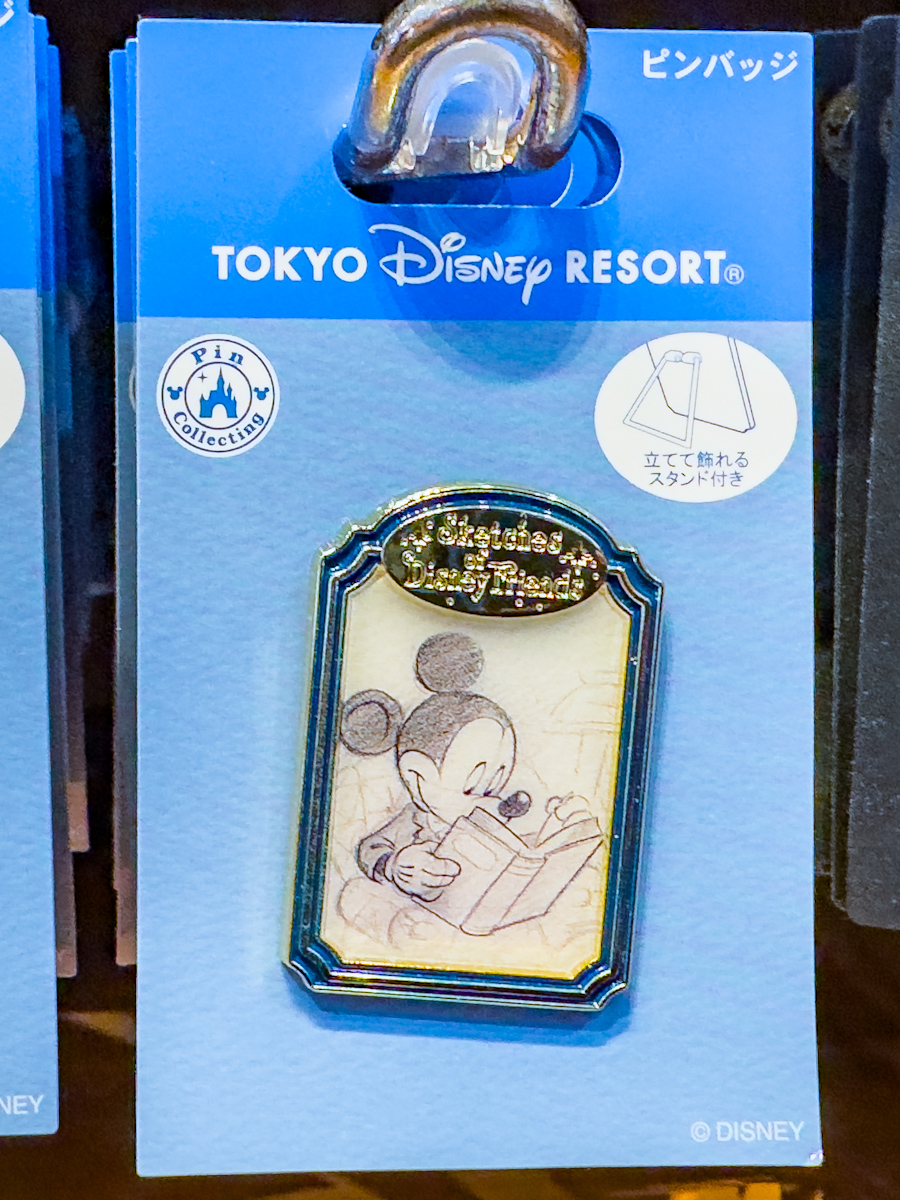 ピンバッジ
TOKYO Disney RESORT®
Pin
Collecting
立てて飾れる
スタンド付き
Sketches
of
Disney Friends
NEY
© DISNEY